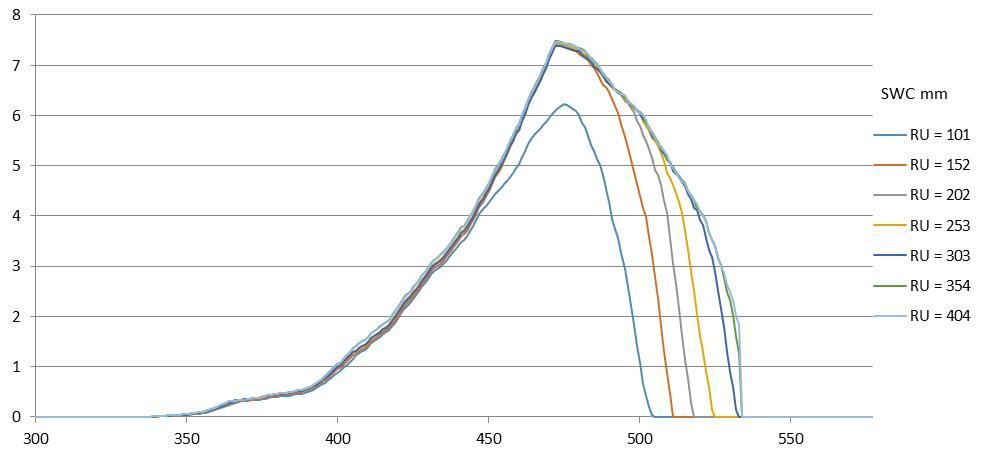 8
7
6
5
4
3
2
1
0
300 350 400 450 500 550
SWC mm
RU = 101
RU = 152
RU = 202
RU = 253
RU = 303
RU = 354
RU = 404